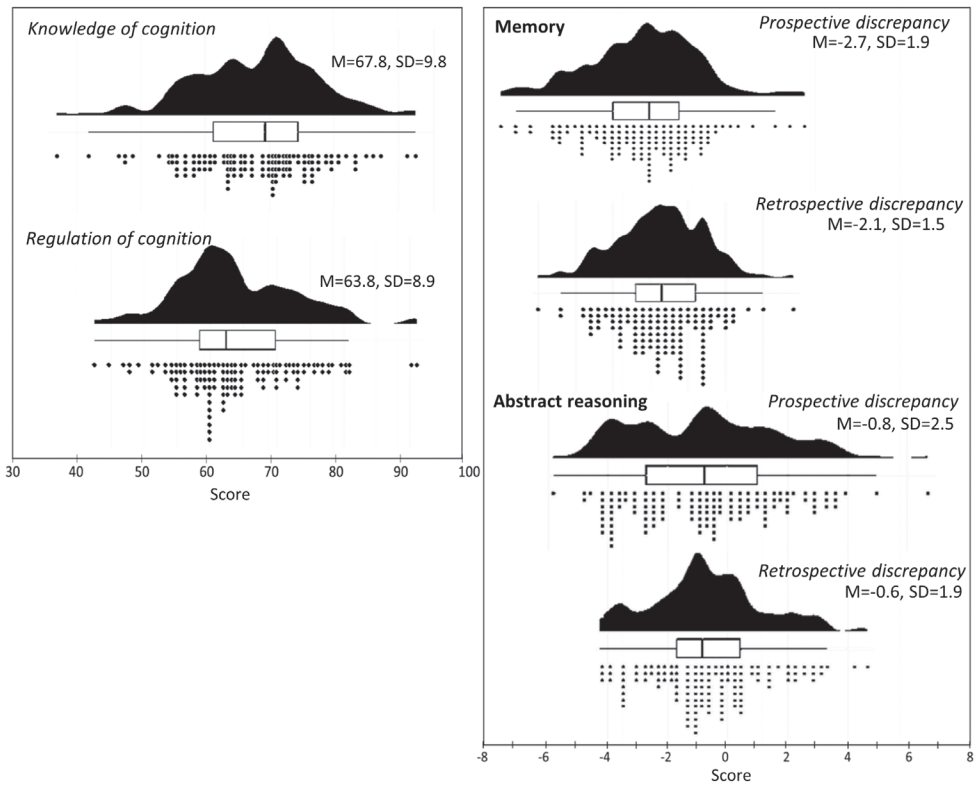 Knowledge of cognition
M=67.8, SD=9.8
Regulation of cognition
M=63.8, SD=8.9
30 40 50 60 70 80 90 100
Score
Memory
Prospective discrepancy
M=-2.7, SD=1.9
Retrospective discrepancy
M=-2.1, SD=1.5
Abstract reasoning
Prospective discrepancy
M=-0.8, SD=2.5
Retrospective discrepancy
M=-0.6, SD=1.9
-8 -6 -4 -2 0 2 4 6 8
Score